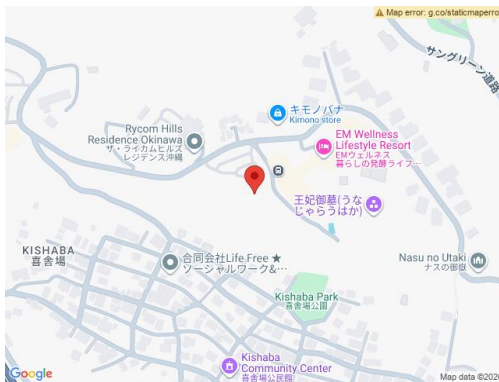 Map error: g.co/staticmaperro
サングリーン道路
キモノバナ
Kimono store
Rycom Hills
Residence Okinawa
ザ・ライカムヒルズ
レジデンス沖縄
EM Wellness
Lifestyle Resort
EMウェルネス
暮らしの発酵ライフ…
王妃御墓(うな
じゃらうはか)
KISHABA
喜舎場
合同会社Life Free ★
ソーシャルワーク&…
Nasu no Utaki
ナスの御嶽
Kishaba Park
喜舎場公園
Kishaba
Community Center
喜舎場公民館
Google
Map data ©202